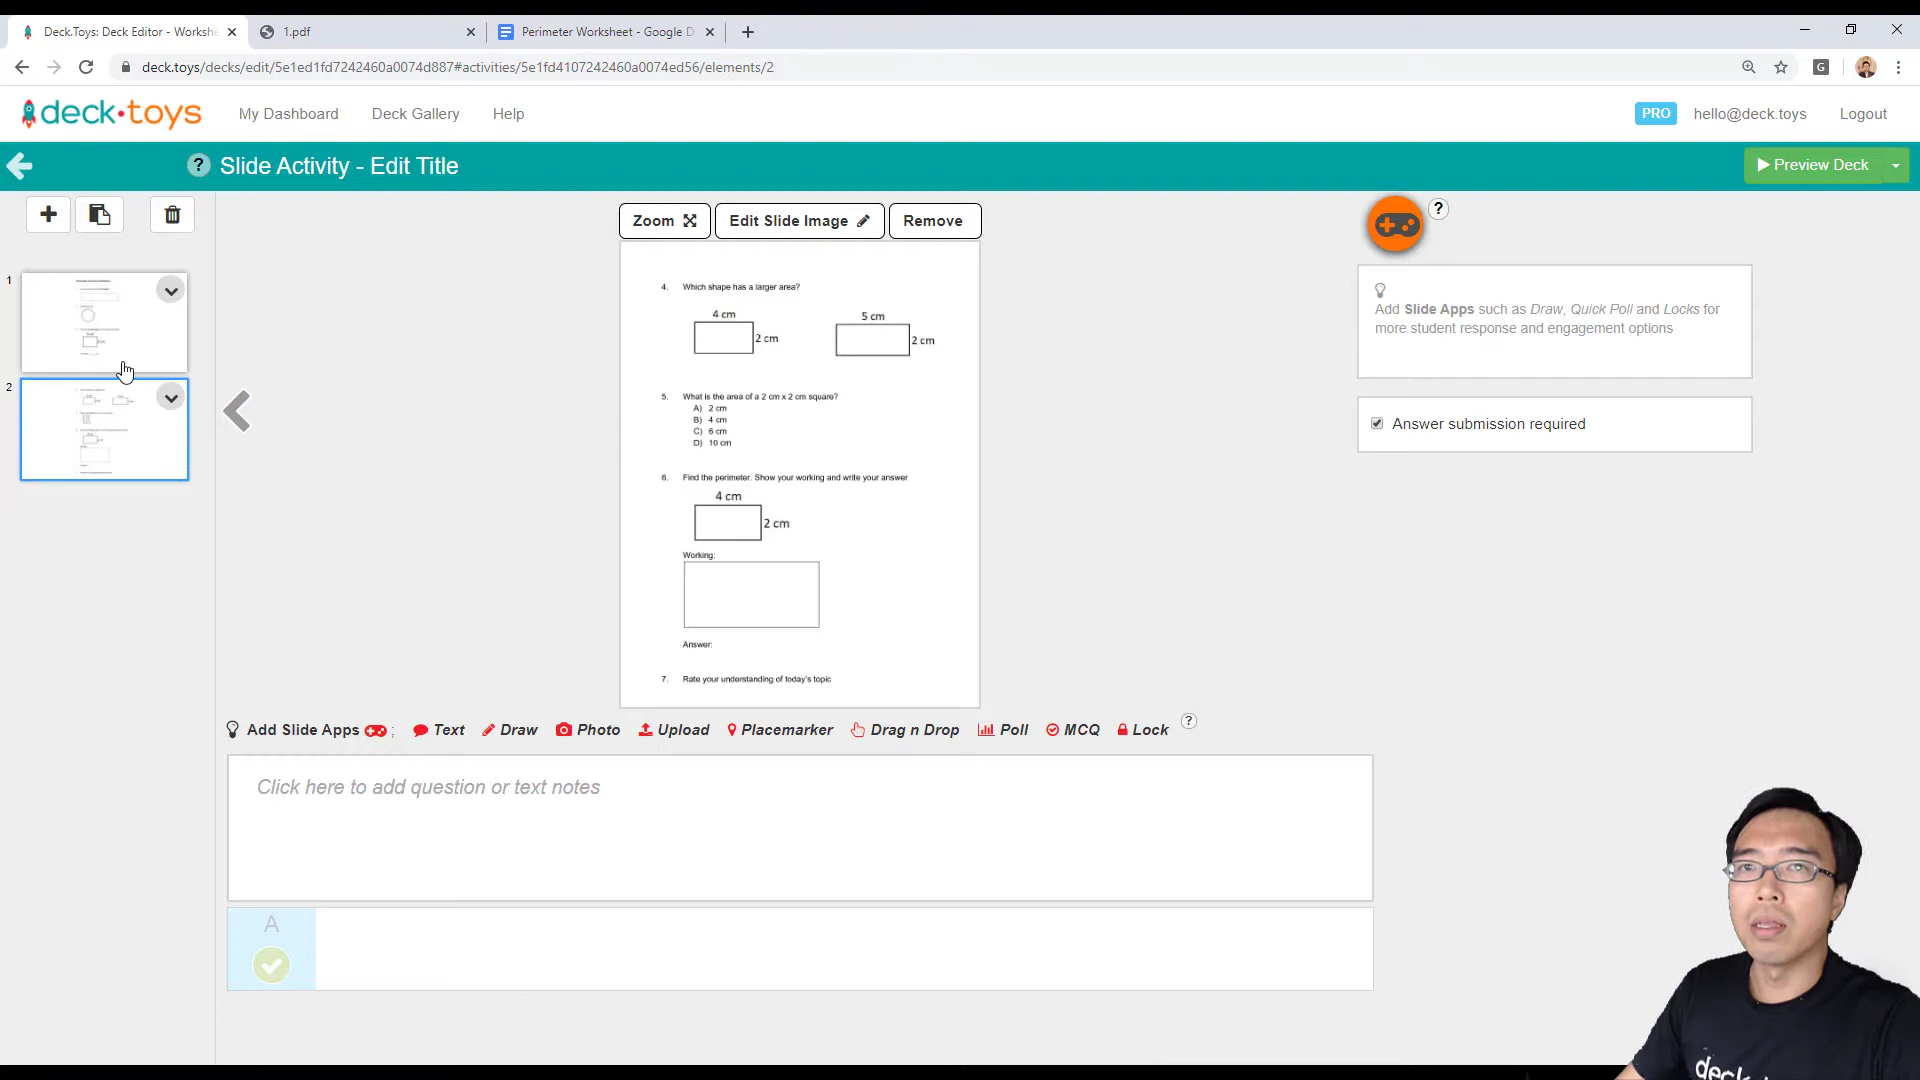 Deck.Toys: Deck Editor - Workshe
1.pdf
Perimeter Worksheet - Google D
deck.toys/decks/edit/5e1ed1fd7242460a0074d887#activities/5e1fd4107242460a0074ed56/elements/2
deck.toys
My Dashboard
Deck Gallery
Help
PRO
hello@deck.toys
Logout
? Slide Activity - Edit Title
Preview Deck
Zoom
Edit Slide Image
Remove
1
2
4. Which shape has a larger area?
4 cm
2 cm
5 cm
2 cm
5. What is the area of a 2 cm x 2 cm square?
A) 2 cm
B) 4 cm
C) 6 cm
D) 10 cm
6. Find the perimeter. Show your working and write your answer
4 cm
2 cm
Working:
Answer:
7. Rate your understanding of today's topic
?
Add Slide Apps such as Draw, Quick Poll and Locks for
more student response and engagement options
Answer submission required
Add Slide Apps ; Text Draw Photo Upload Placemarker Drag n Drop Poll MCQ Lock ?
Click here to add question or text notes
A
deck